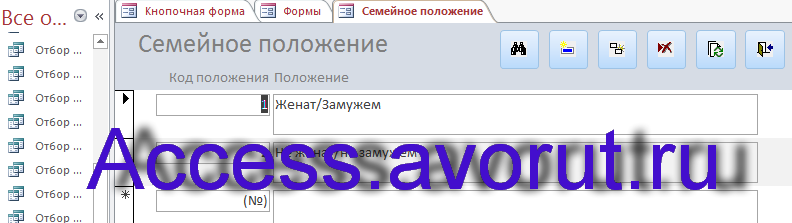 Все о...
Кнопочная форма
Формы
Семейное положение
Семейное положение
Код положения Положение
Отбор ...
Отбор ...
Отбор ...
Отбор ...
Отбор ...
Отбор ...
Отбор ...
Отбор ...
1 Женат/Замужем
Не женат/не замужем
(№)
Access.avorut.ru